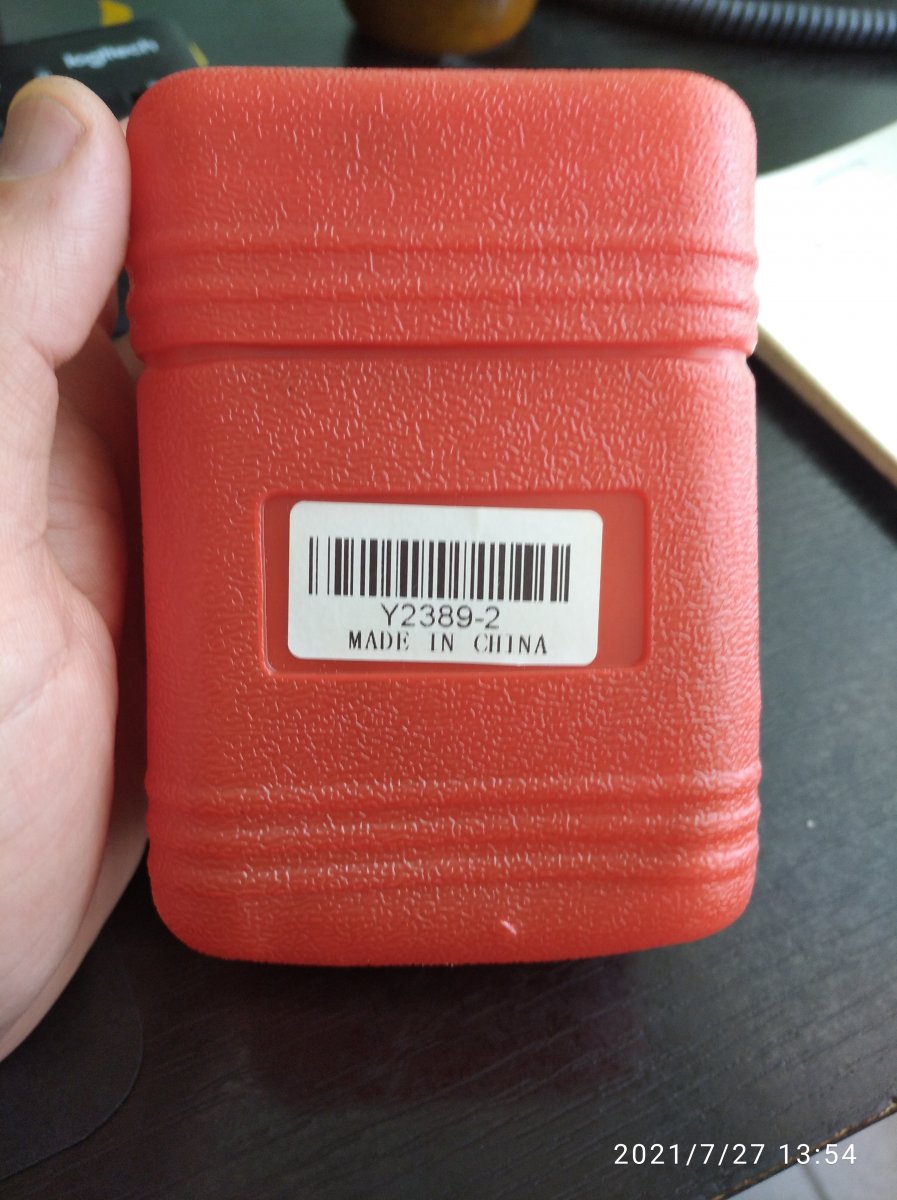 logitech
Y2389-2
MADE IN CHINA
2021/7/27 13:54